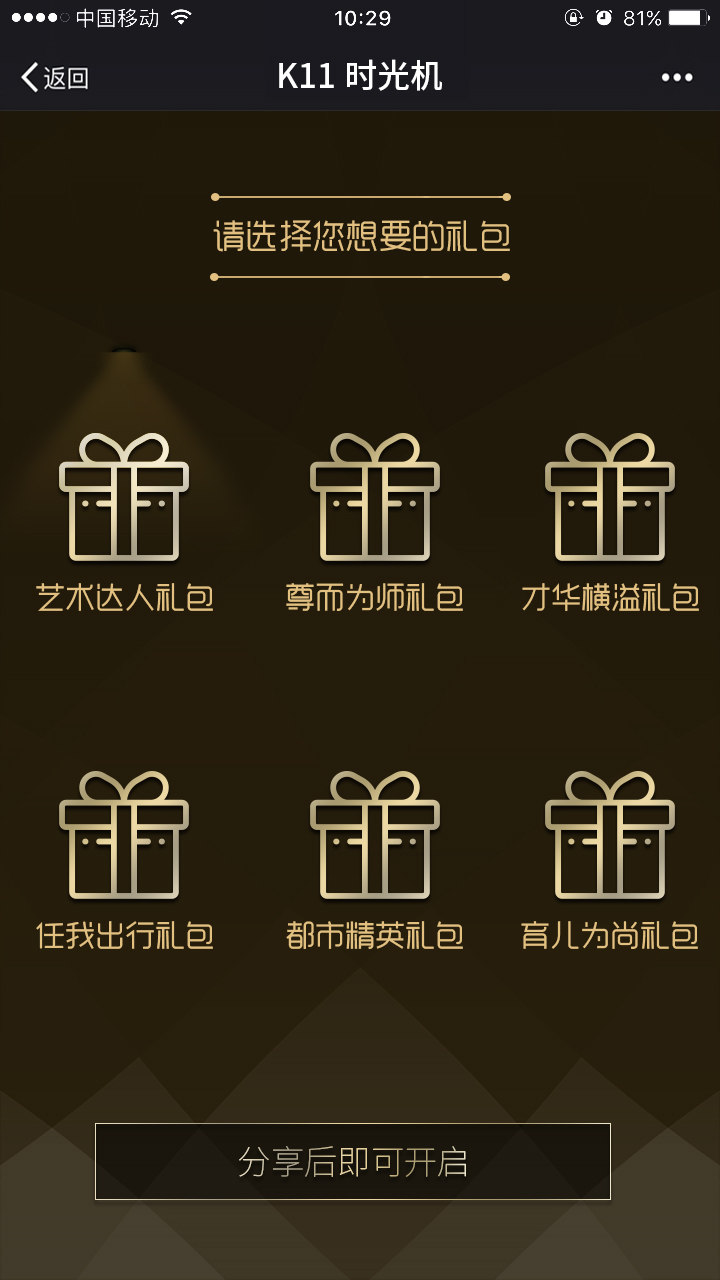 中国移动 10:29 81%
返回 K11 时光机
请选择您想要的礼包
艺术达人礼包 尊而为师礼包 才华横溢礼包
任我出行礼包 都市精英礼包 育儿为尚礼包
分享后即可开启